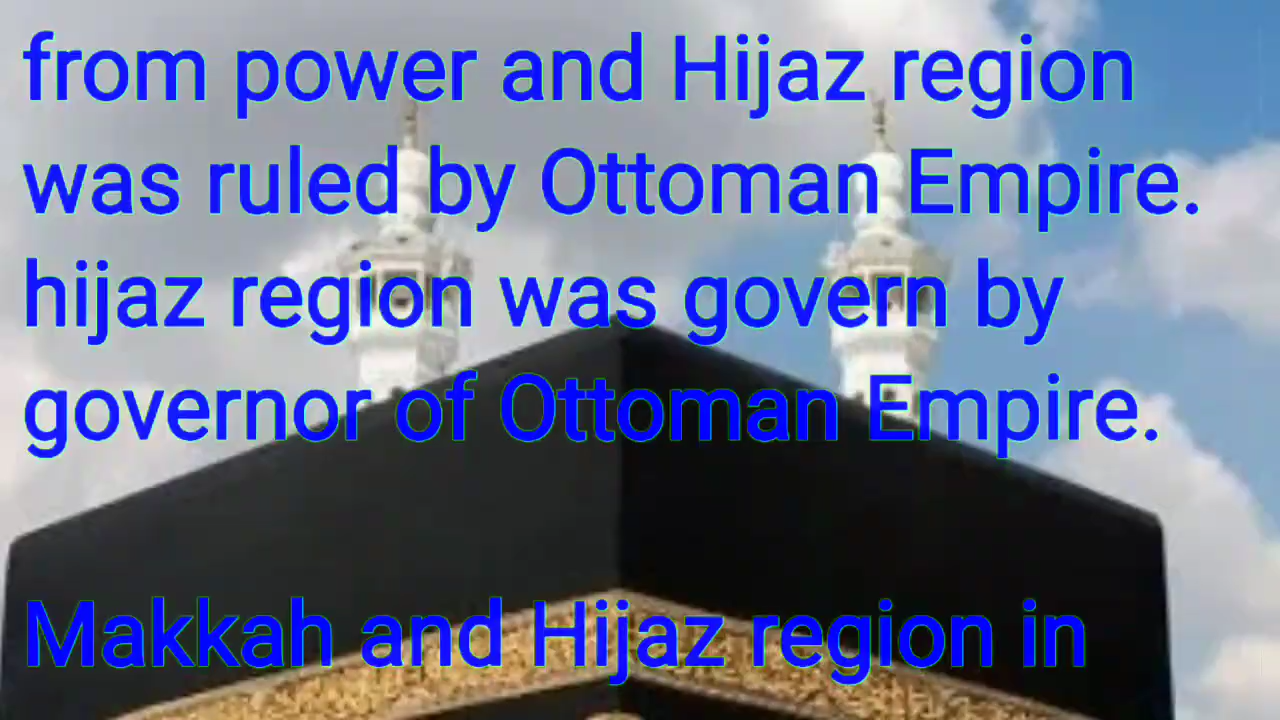 from power and Hijaz region
was ruled by Ottoman Empire.
hijaz region was govern by
governor of Ottoman Empire.
Makkah and Hijaz region in